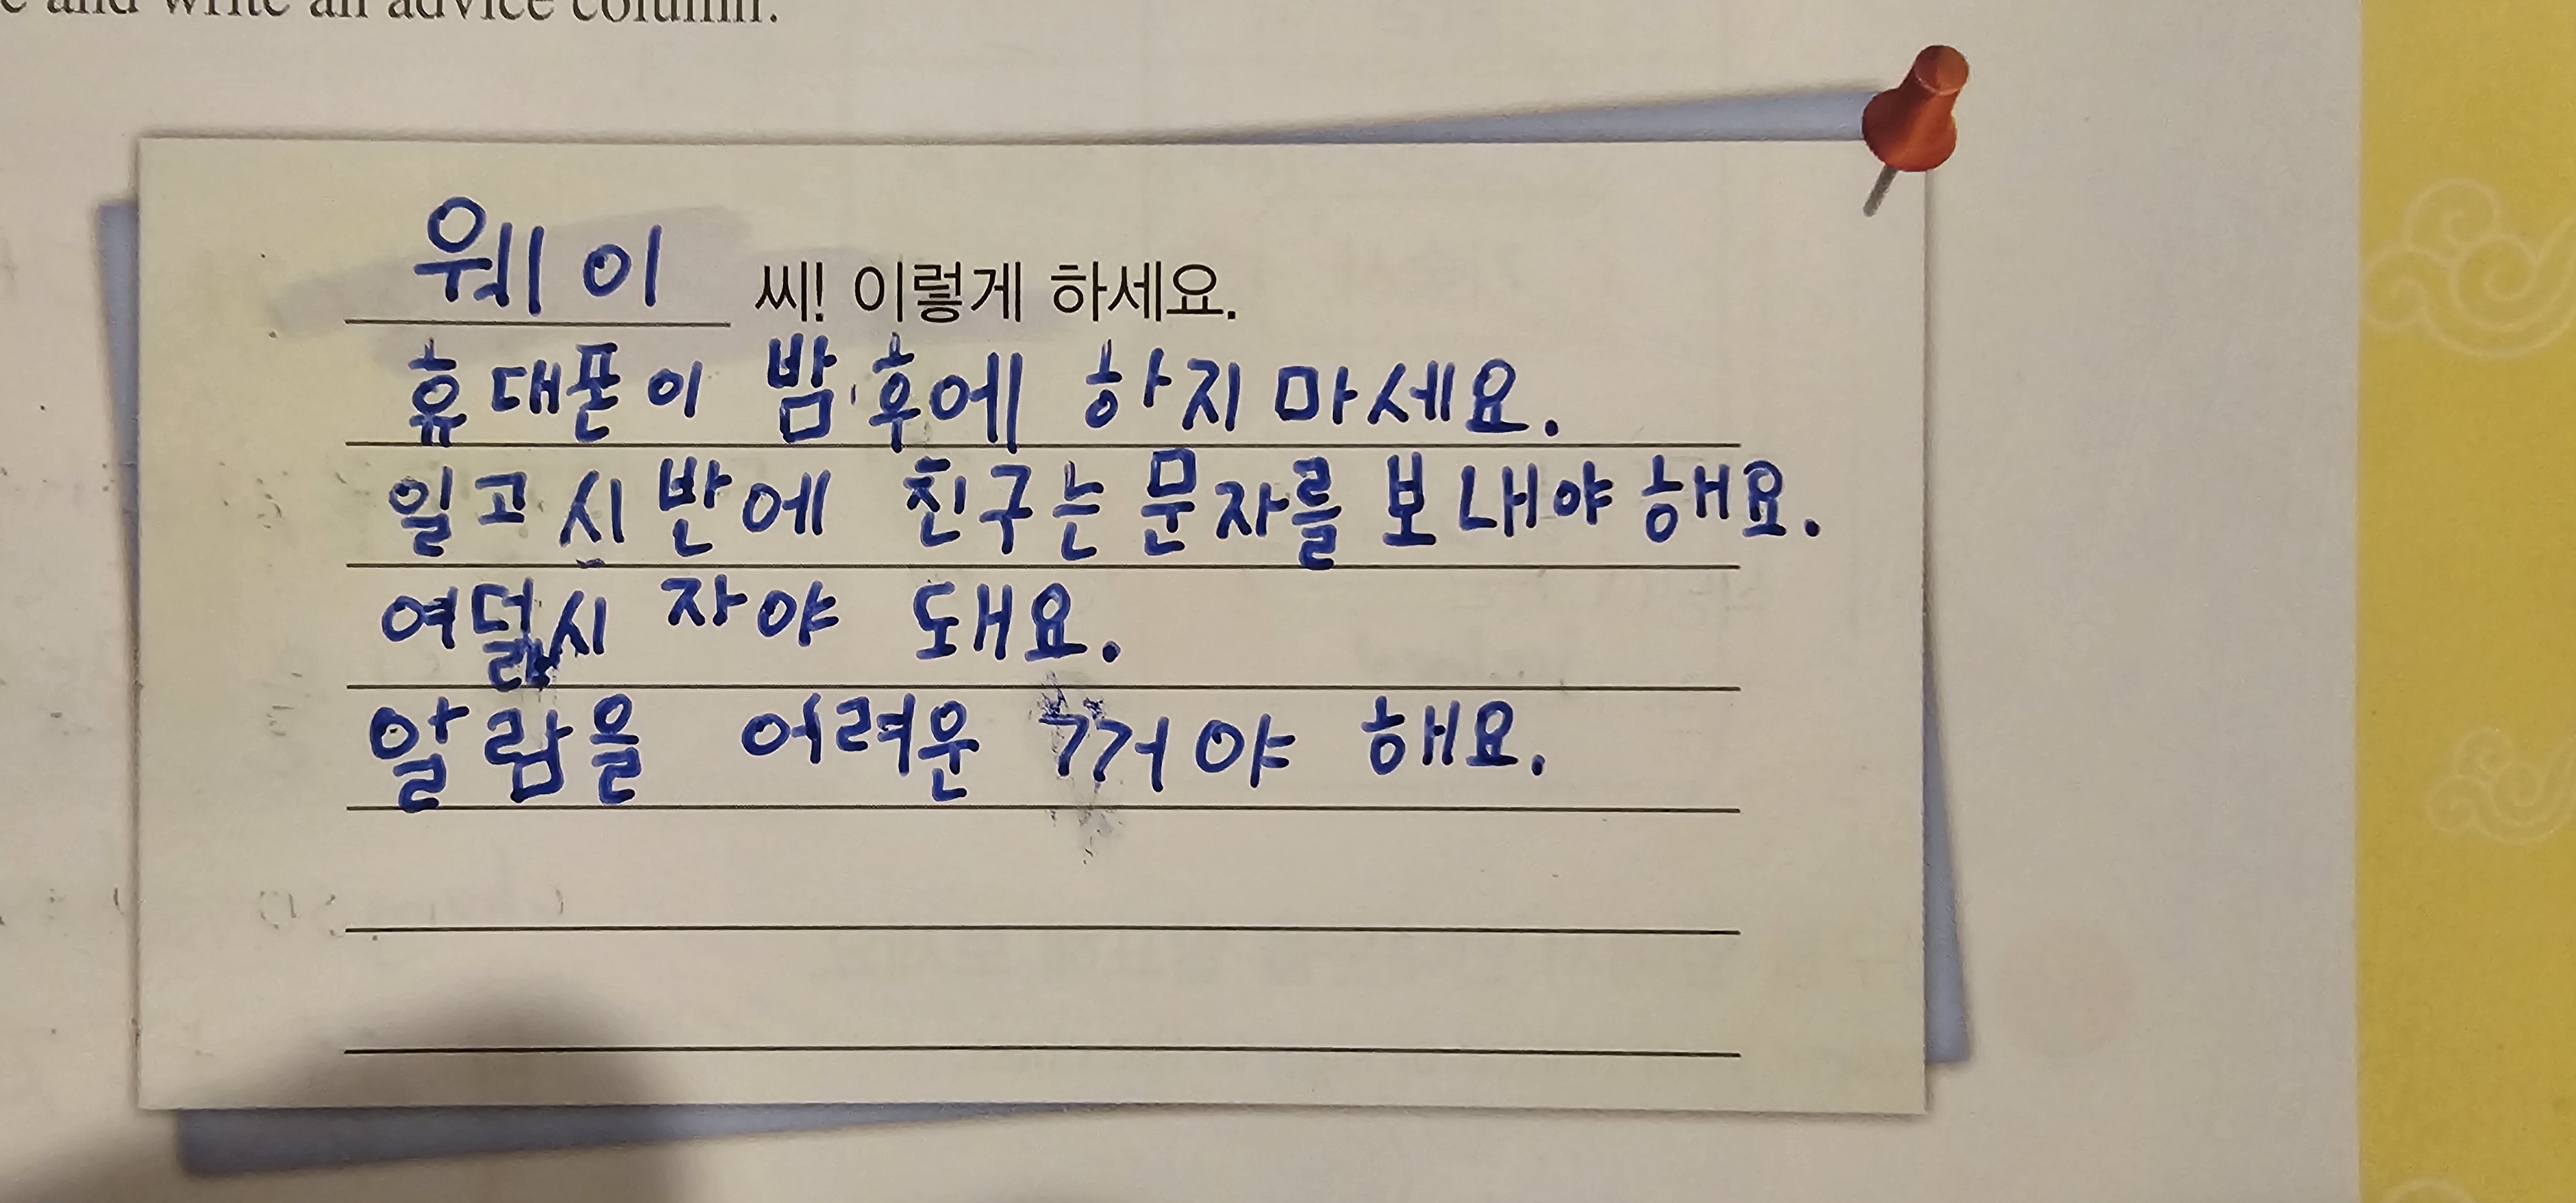 e and write an advice column.
웨이 씨! 이렇게 하세요.
휴대폰이 밤 후에 하지 마세요.
일고시 반에 친구는 문자를 보내야 해요.
여덟시 자야 돼요.
알람을 어려운 꺼야 해요.